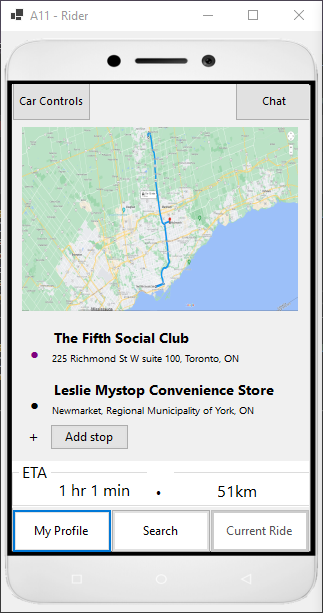 A11 - Rider
Car Controls
Chat
The Fifth Social Club
225 Richmond St W suite 100, Toronto, ON
Leslie Mystop Convenience Store
Newmarket, Regional Municipality of York, ON
+ Add stop
ETA
1 hr 1 min • 51km
My Profile
Search
Current Ride